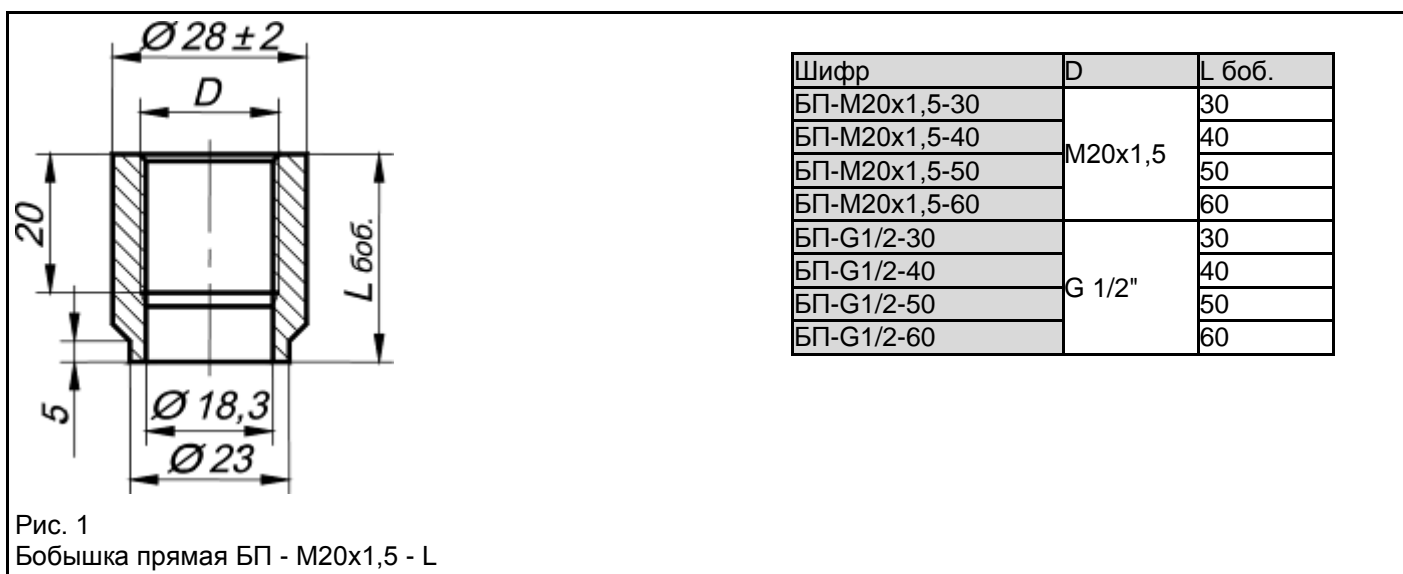 Ø 28 ± 2
D
20
L боб.
5
Ø 18,3
Ø 23
Рис. 1
Бобышка прямая БП - М20х1,5 - L
Шифр D L боб.
БП-М20х1,5-30 М20х1,5 30
БП-М20х1,5-40 40
БП-М20х1,5-50 50
БП-М20х1,5-60 60
БП-G1/2-30 G 1/2" 30
БП-G1/2-40 40
БП-G1/2-50 50
БП-G1/2-60 60